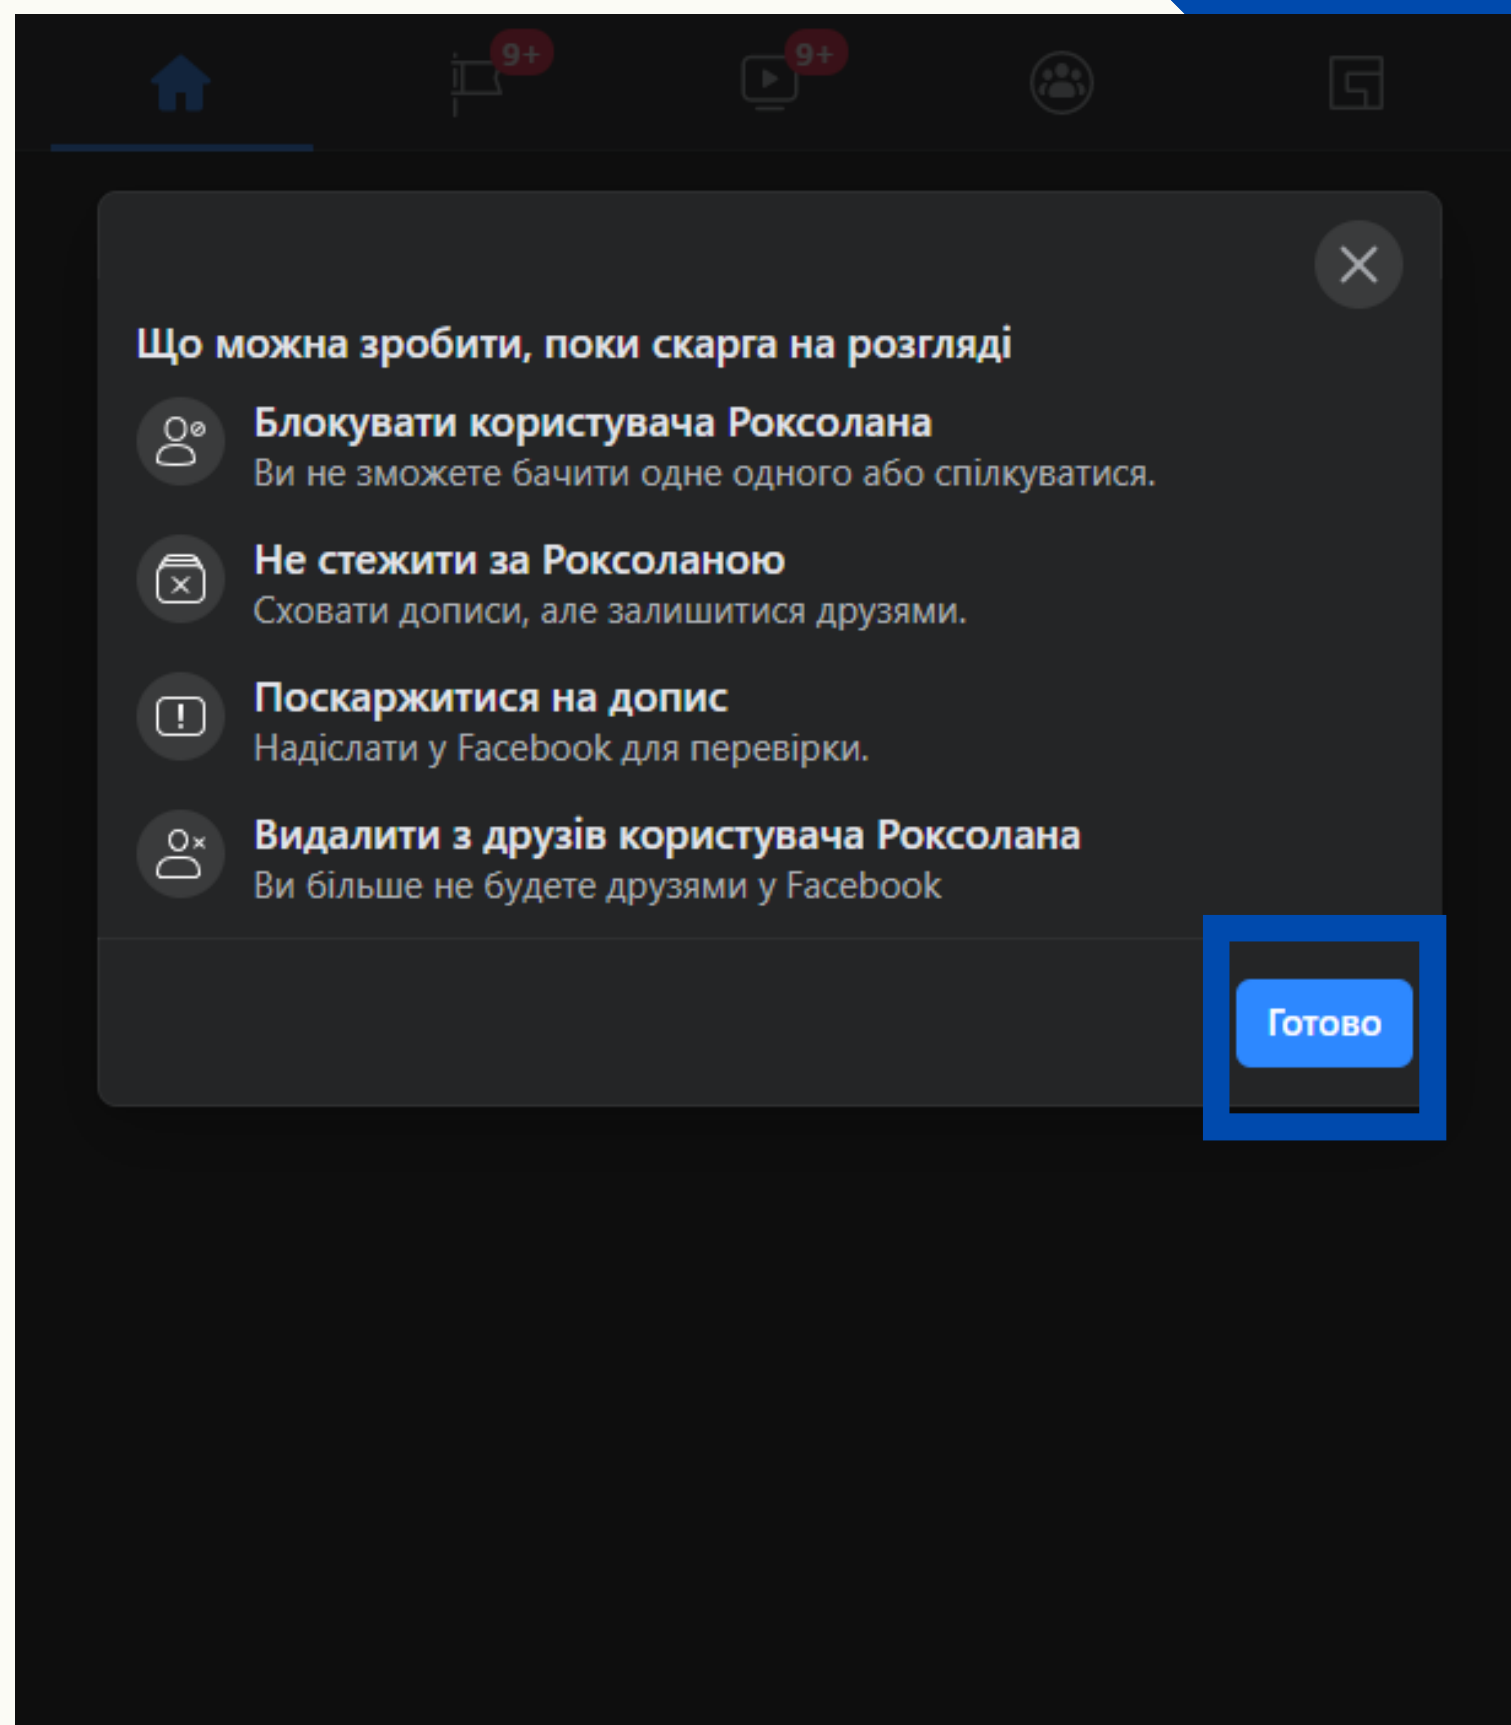 9+
9+
Що можна зробити, поки скарга на розгляді
Блокувати користувача Роксолана
Ви не зможете бачити одне одного або спілкуватися.
Не стежити за Роксоланою
Сховати дописи, але залишитися друзями.
Поскаржитися на допис
Надіслати у Facebook для перевірки.
Видалити з друзів користувача Роксолана
Ви більше не будете друзями у Facebook
Готово